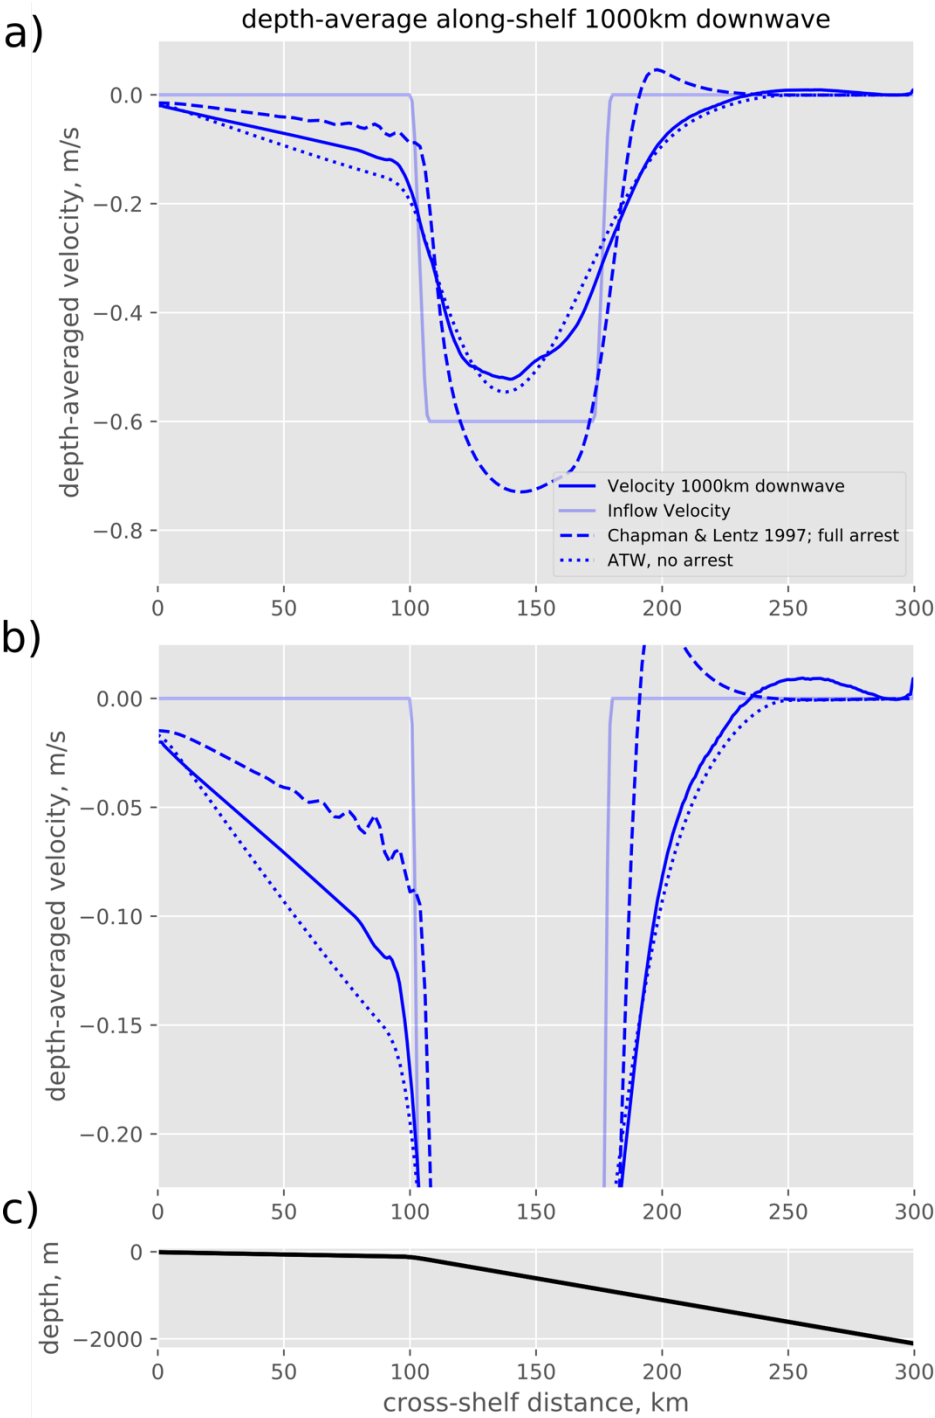 a)
depth-average along-shelf 1000km downwave
depth-averaged velocity, m/s
0.0
−0.2
−0.4
−0.6
−0.8
Velocity 1000km downwave
Inflow Velocity
Chapman & Lentz 1997; full arrest
ATW, no arrest
0 50 100 150 200 250 300
b)
depth-averaged velocity, m/s
0.00
−0.05
−0.10
−0.15
−0.20
0 50 100 150 200 250 300
c)
depth, m
0
−2000
0 50 100 150 200 250 300
cross-shelf distance, km